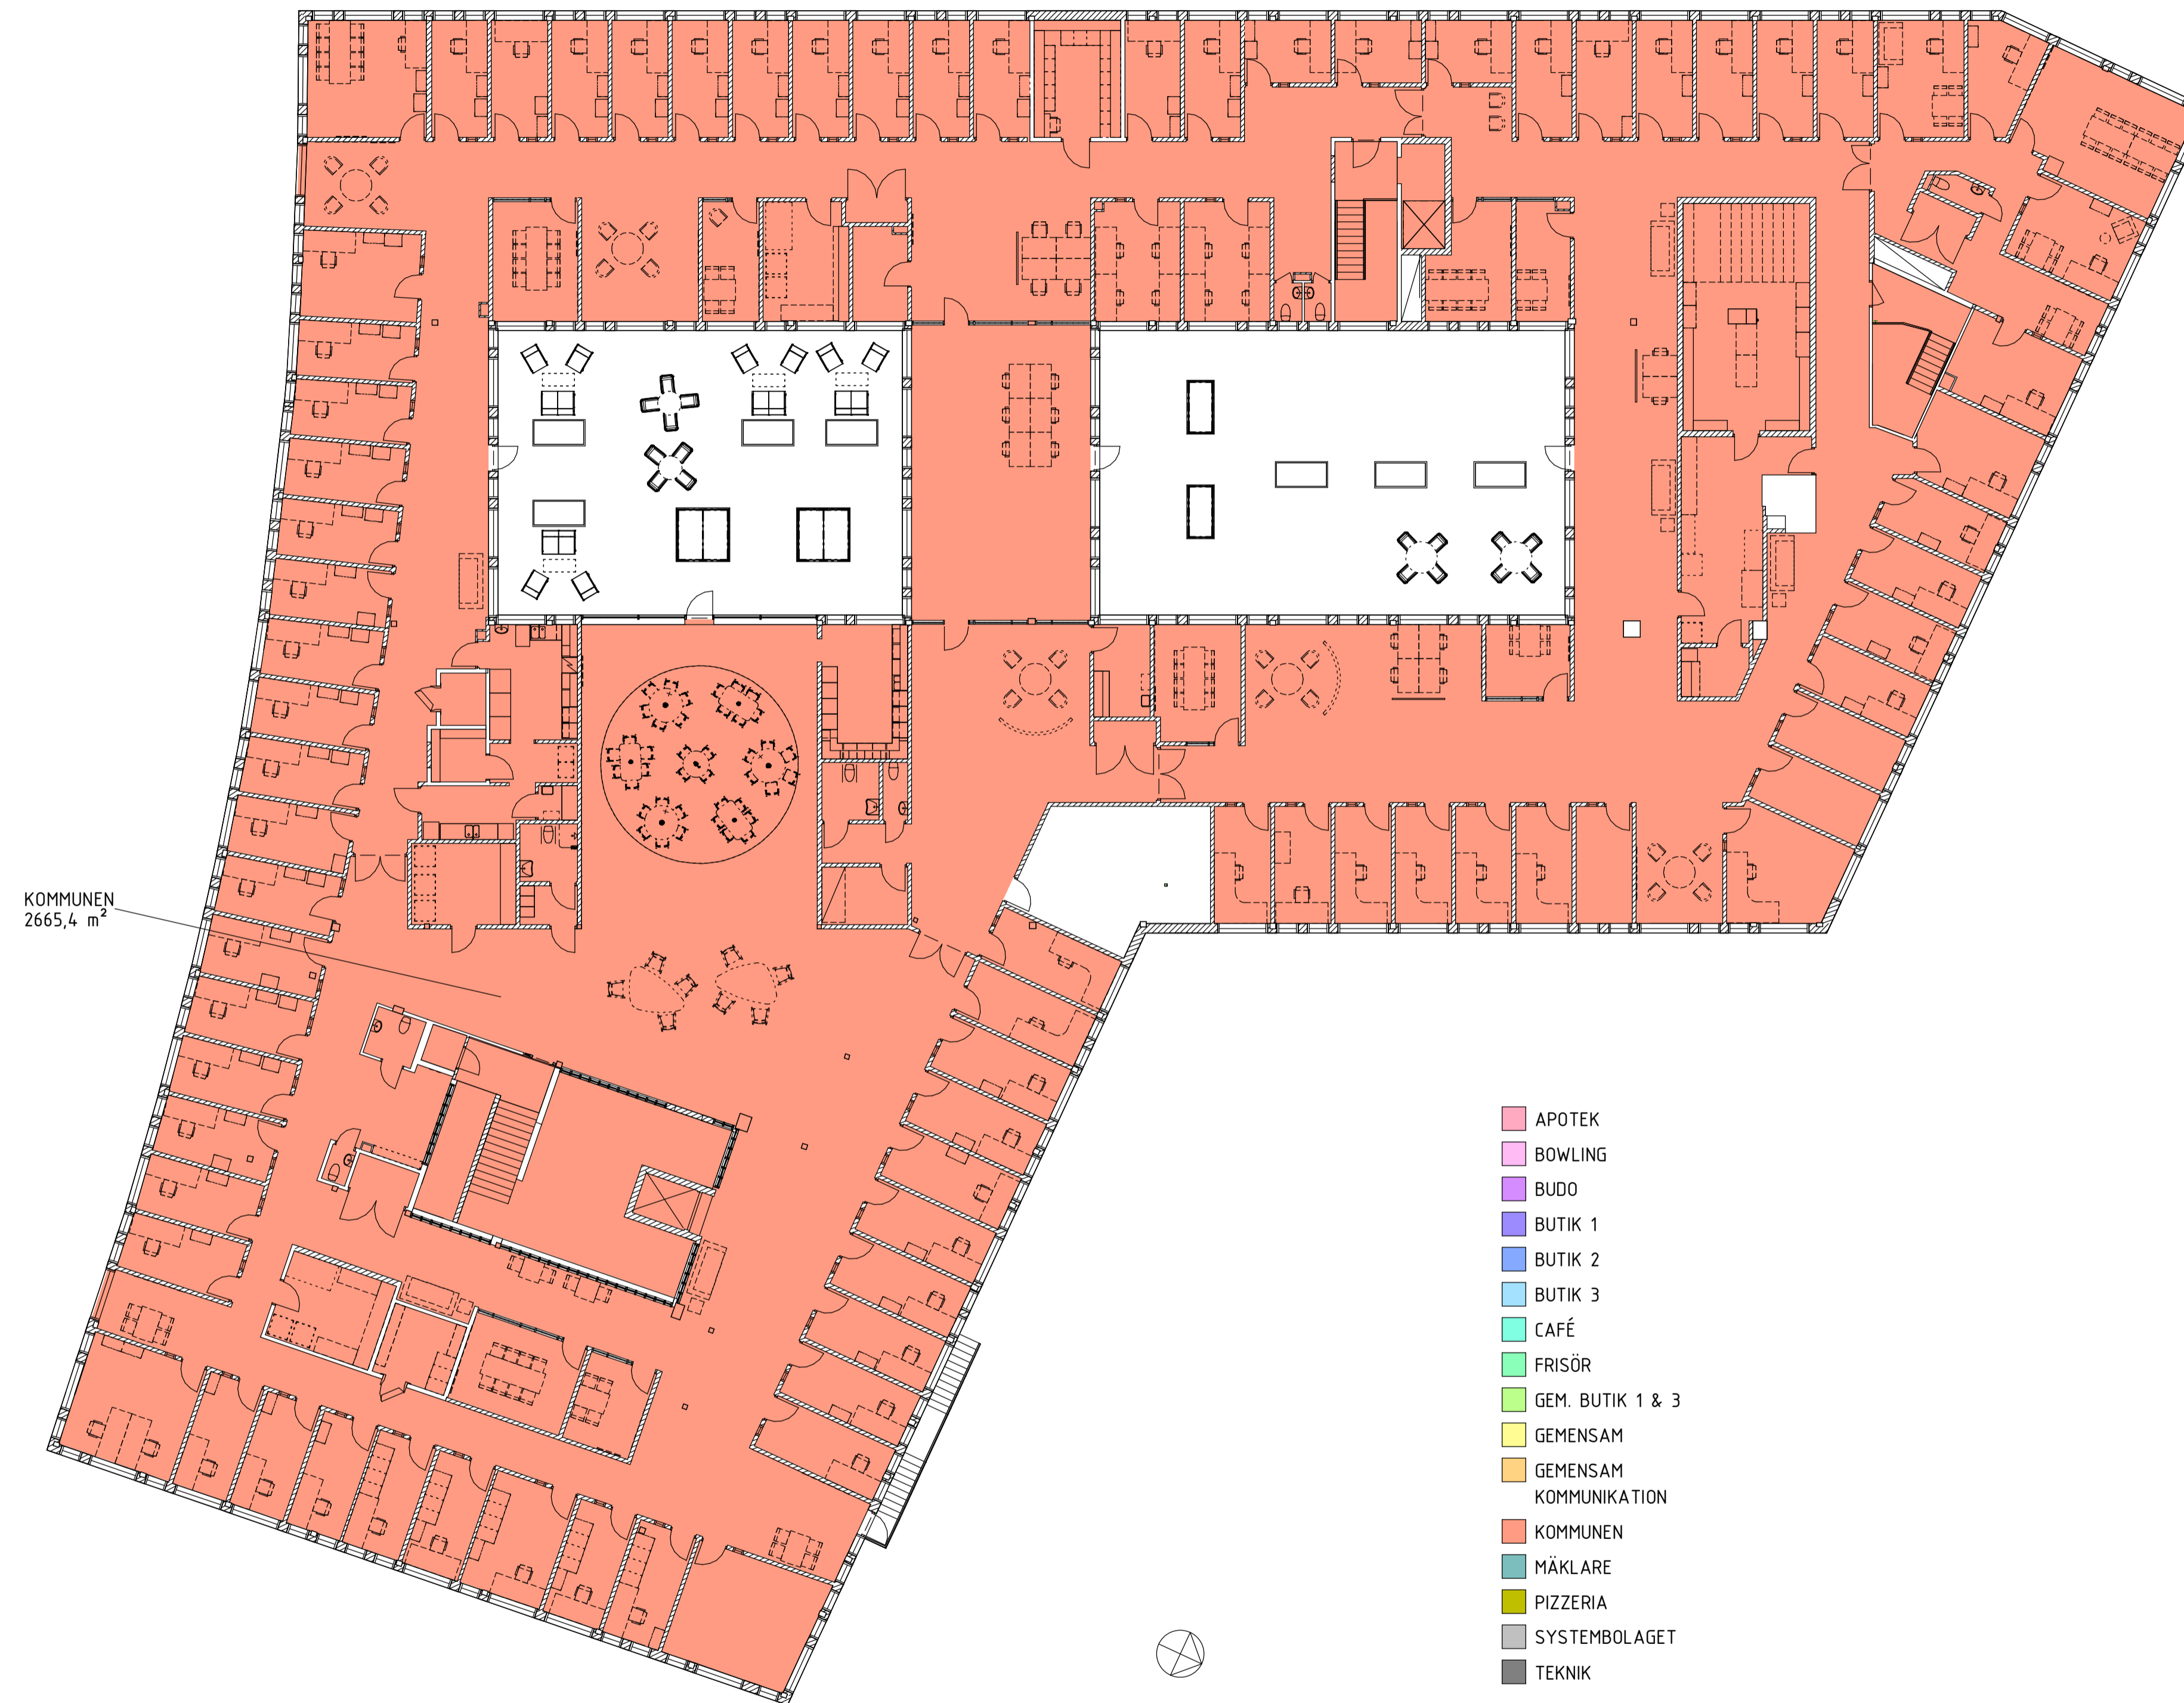 KOMMUNEN
2665,4 m²
APOTEK
BOWLING
BUDO
BUTIK 1
BUTIK 2
BUTIK 3
CAFÉ
FRISÖR
GEM. BUTIK 1 & 3
GEMENSAM
GEMENSAM
KOMMUNIKATION
KOMMUNEN
MÄKLARE
PIZZERIA
SYSTEMBOLAGET
TEKNIK